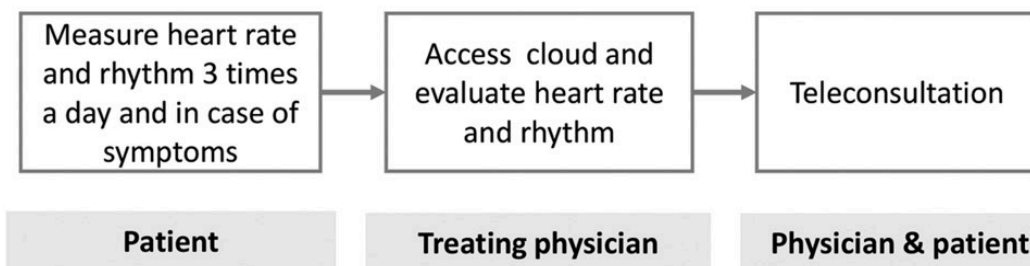 Measure heart rate
and rhythm 3 times
a day and in case of
symptoms
Access cloud and
evaluate heart rate
and rhythm
Teleconsultation
Patient
Treating physician
Physician & patient